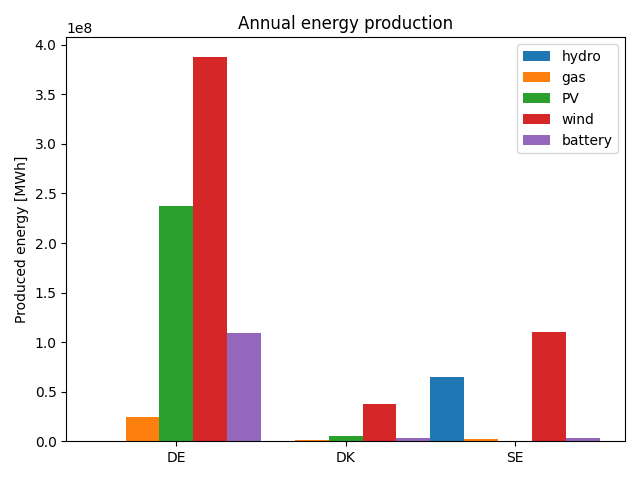 Annual energy production
1e8
4.0
3.5
3.0
2.5
2.0
1.5
1.0
0.5
0.0
Produced energy [MWh]
hydro
gas
PV
wind
battery
DE DK SE